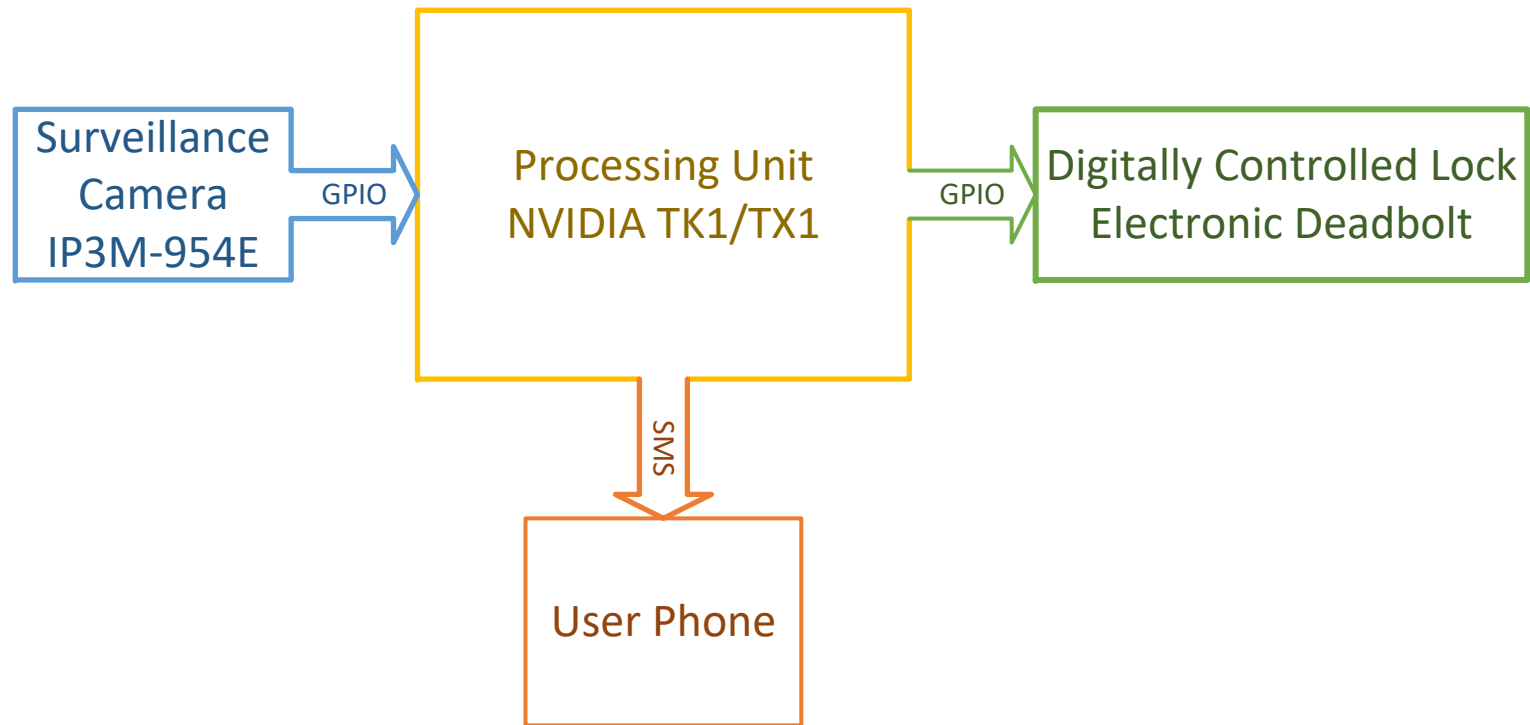 Surveillance
Camera
IP3M-954E
GPIO
Processing Unit
NVIDIA TK1/TX1
GPIO
Digitally Controlled Lock
Electronic Deadbolt
SMS
User Phone